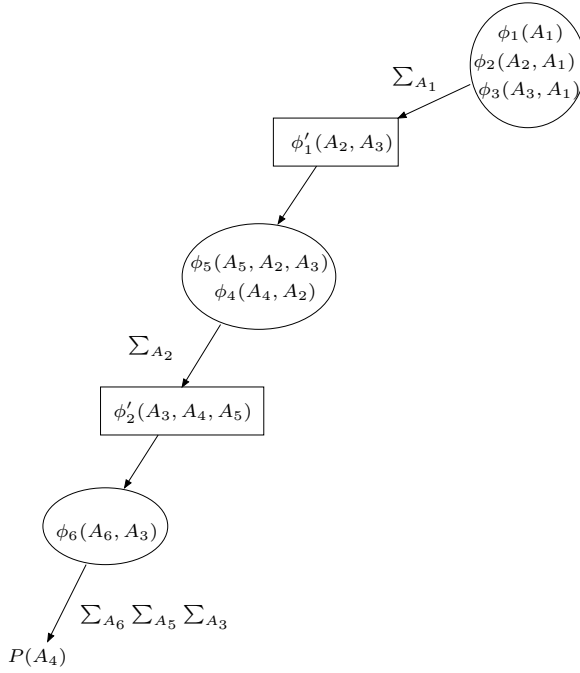 ϕ₁(A₁)
ϕ₂(A₂, A₁)
ϕ₃(A₃, A₁)
∑_{A₁}
ϕ′₁(A₂, A₃)
ϕ₅(A₅, A₂, A₃)
ϕ₄(A₄, A₂)
∑_{A₂}
ϕ′₂(A₃, A₄, A₅)
ϕ₆(A₆, A₃)
∑_{A₆} ∑_{A₅} ∑_{A₃}
P(A₄)